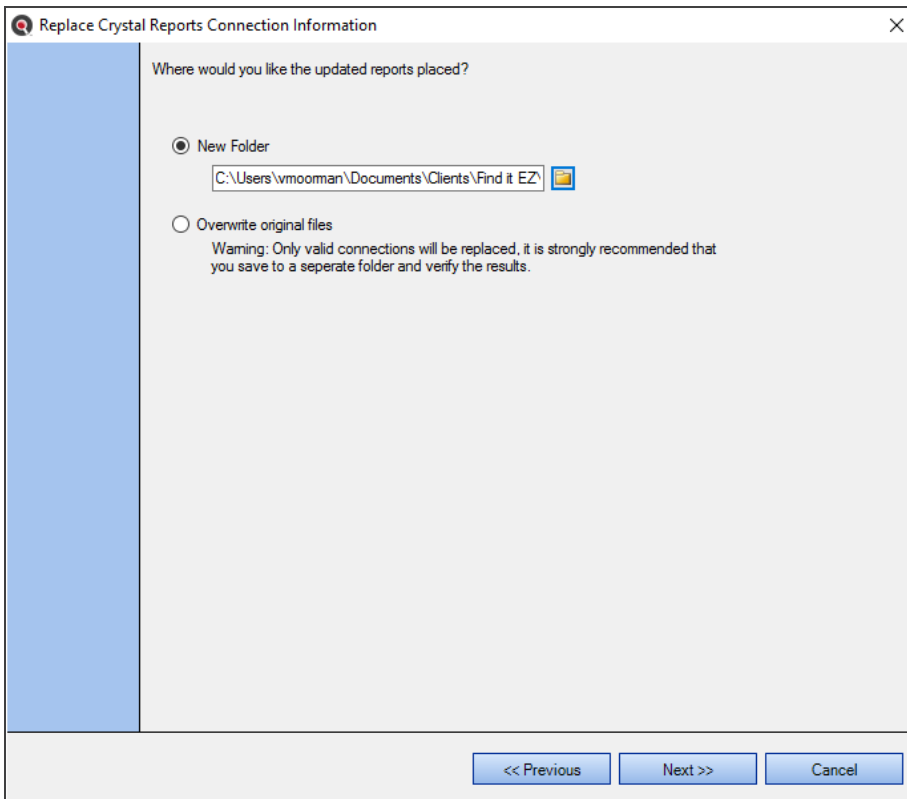 Replace Crystal Reports Connection Information
Where would you like the updated reports placed?
New Folder
C:\Users\vmoorman\Documents\Clients\Find it EZ\
Overwrite original files
Warning: Only valid connections will be replaced, it is strongly recommended that
you save to a seperate folder and verify the results.
<< Previous
Next >>
Cancel